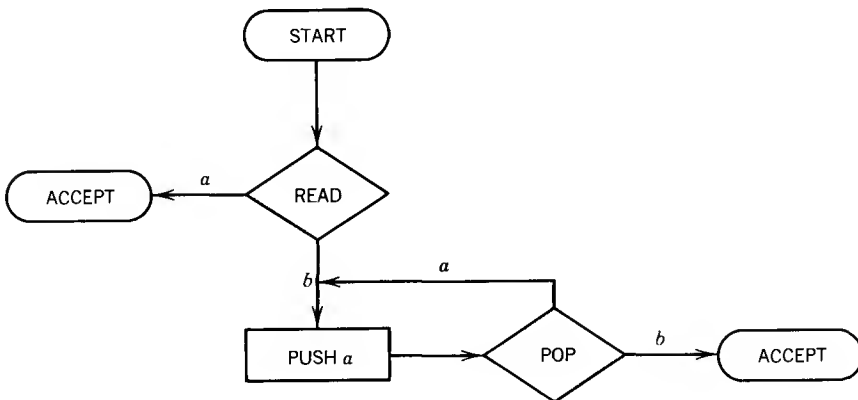 START
ACCEPT
a
READ
b
a
PUSH a
POP
b
ACCEPT